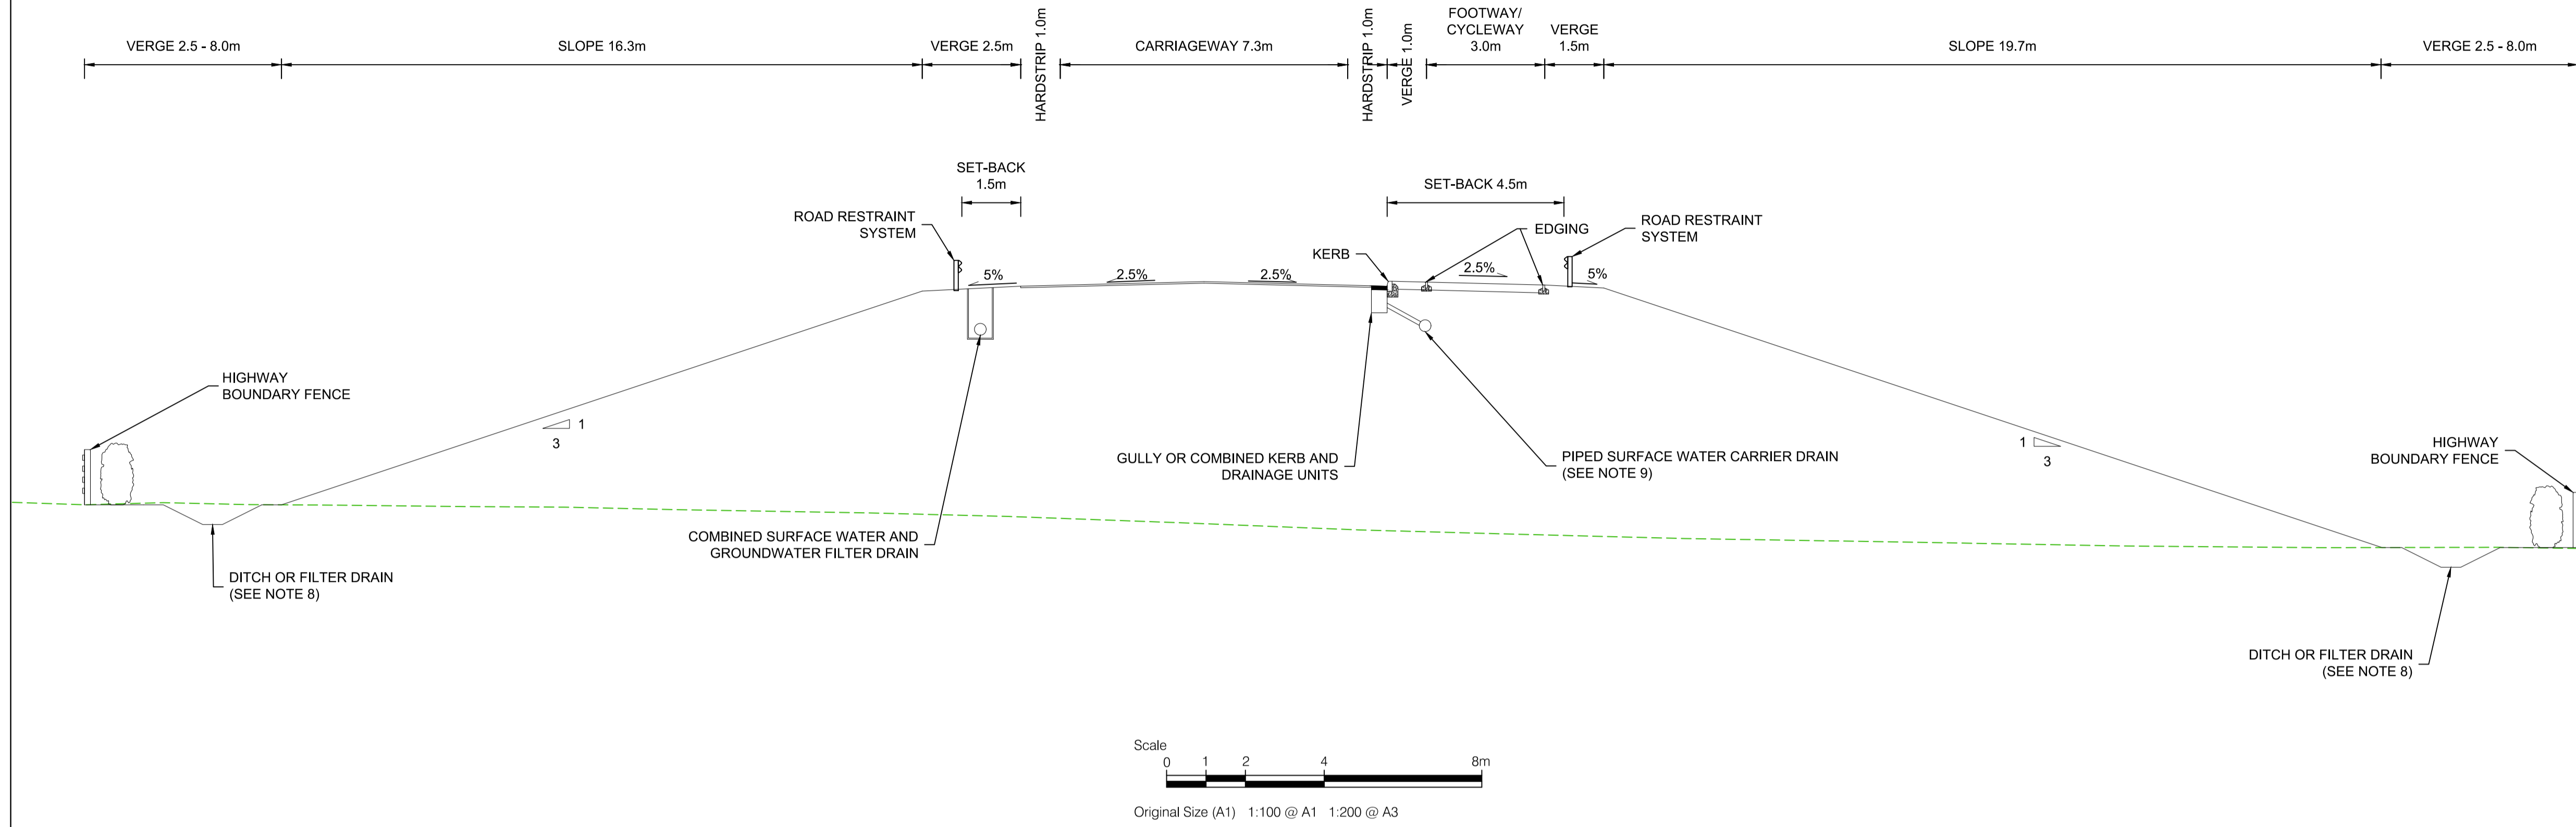 VERGE 2.5 - 8.0m
SLOPE 16.3m
VERGE 2.5m
HARDSTRIP 1.0m
CARRIAGEWAY 7.3m
HARDSTRIP 1.0m
VERGE 1.0m
FOOTWAY/
CYCLEWAY
3.0m
VERGE
1.5m
SLOPE 19.7m
VERGE 2.5 - 8.0m
SET-BACK
1.5m
SET-BACK 4.5m
ROAD RESTRAINT
SYSTEM
ROAD RESTRAINT
SYSTEM
EDGING
KERB
5%
2.5%
2.5%
2.5%
5%
HIGHWAY
BOUNDARY FENCE
1
3
1
3
HIGHWAY
BOUNDARY FENCE
GULLY OR COMBINED KERB AND
DRAINAGE UNITS
PIPED SURFACE WATER CARRIER DRAIN
(SEE NOTE 9)
COMBINED SURFACE WATER AND
GROUNDWATER FILTER DRAIN
DITCH OR FILTER DRAIN
(SEE NOTE 8)
DITCH OR FILTER DRAIN
(SEE NOTE 8)
Scale
0 1 2 4 8m
Original Size (A1) 1:100 @ A1 1:200 @ A3